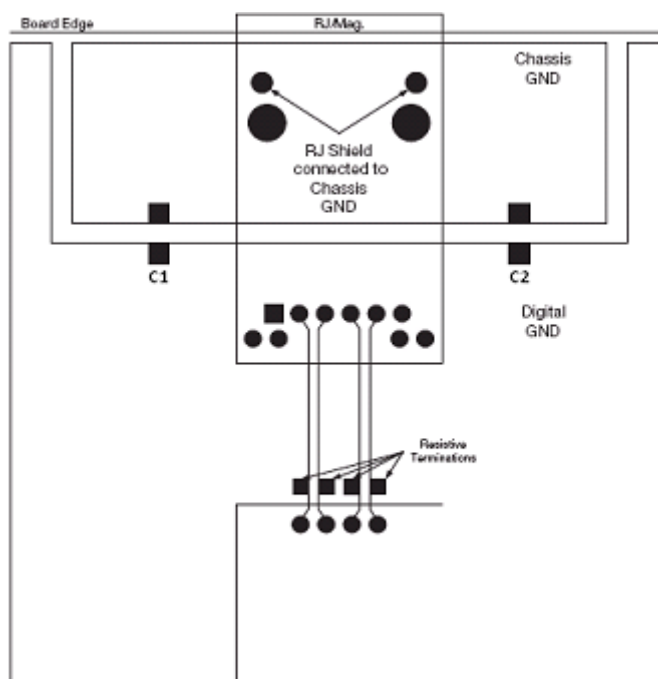 Board Edge
RJ/Mag.
Chassis
GND
RJ Shield
connected to
Chassis
GND
C1
C2
Digital
GND
Resistive
Terminations